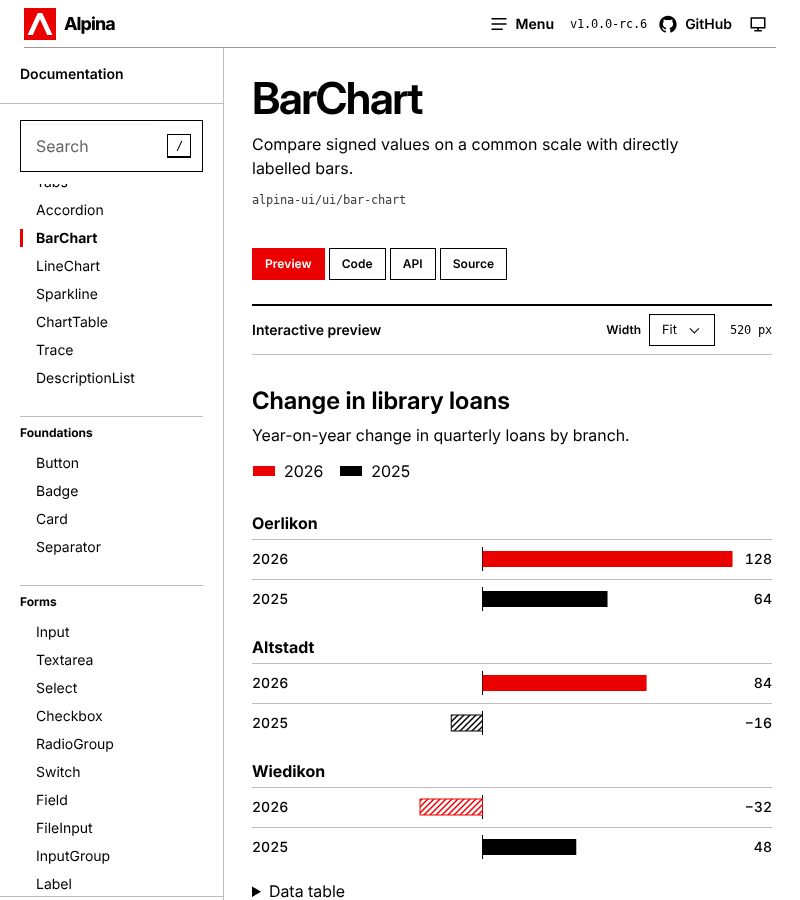 Alpina
Menu
v1.0.0-rc.6
GitHub
Documentation
Search
/
Tabs
Accordion
BarChart
LineChart
Sparkline
ChartTable
Trace
DescriptionList
Foundations
Button
Badge
Card
Separator
Forms
Input
Textarea
Select
Checkbox
RadioGroup
Switch
Field
FileInput
InputGroup
Label
BarChart
Compare signed values on a common scale with directly
labelled bars.
alpina-ui/ui/bar-chart
Preview
Code
API
Source
Interactive preview
Width
Fit
520 px
Change in library loans
Year-on-year change in quarterly loans by branch.
2026
2025
Oerlikon
2026 128
2025 64
Altstadt
2026 84
2025 −16
Wiedikon
2026 −32
2025 48
Data table